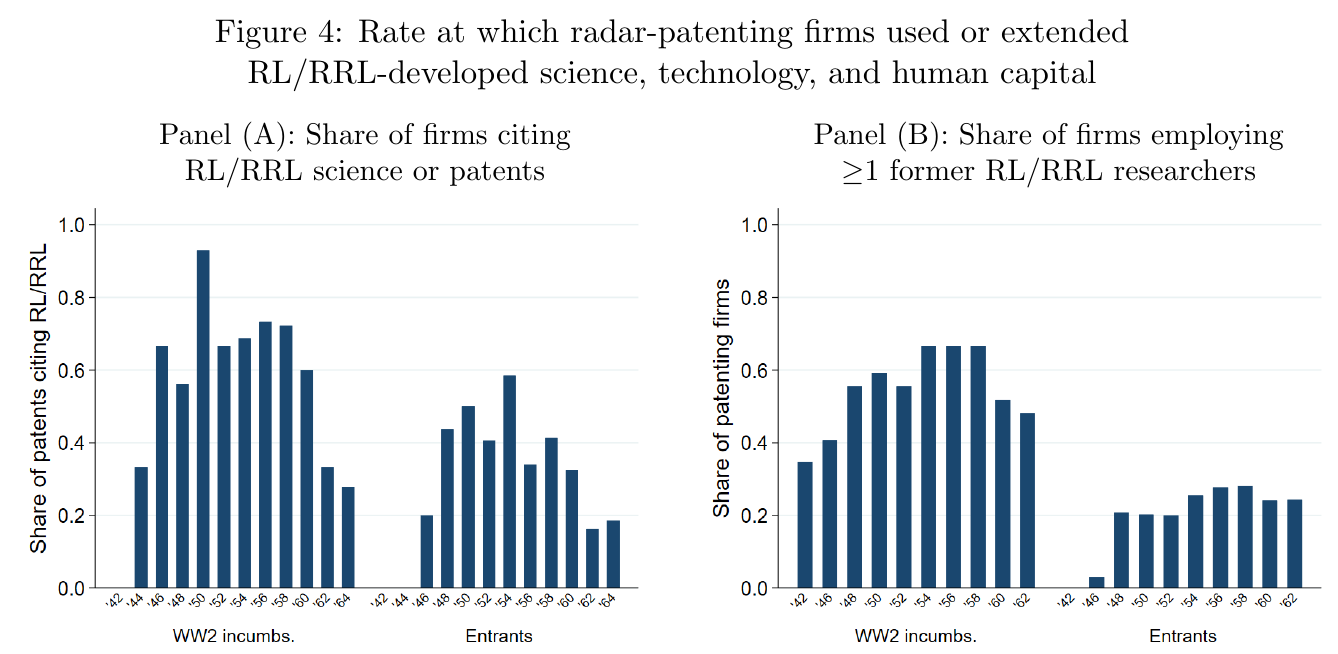 Figure 4: Rate at which radar-patenting firms used or extended
RL/RRL-developed science, technology, and human capital
Panel (A): Share of firms citing
RL/RRL science or patents
Share of patents citing RL/RRL
1.0
0.8
0.6
0.4
0.2
0.0
'42 '44 '46 '48 '50 '52 '54 '56 '58 '60 '62 '64 '42 '44 '46 '48 '50 '52 '54 '56 '58 '60 '62 '64
WW2 incumbs. Entrants
Panel (B): Share of firms employing
≥1 former RL/RRL researchers
Share of patenting firms
1.0
0.8
0.6
0.4
0.2
0.0
'42 '46 '48 '50 '52 '54 '56 '58 '60 '62 '42 '46 '48 '50 '52 '54 '56 '58 '60 '62
WW2 incumbs. Entrants